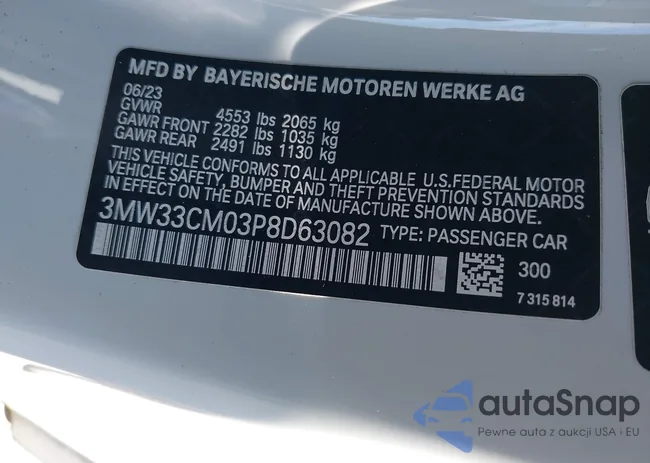 MFD BY BAYERISCHE MOTOREN WERKE AG
06/23
GVWR 4553 lbs 2065 kg
GAWR FRONT 2282 lbs 1035 kg
GAWR REAR 2491 lbs 1130 kg
THIS VEHICLE CONFORMS TO ALL APPLICABLE U.S.FEDERAL MOTOR
VEHICLE SAFETY, BUMPER AND THEFT PREVENTION STANDARDS
IN EFFECT ON THE DATE OF MANUFACTURE SHOWN ABOVE.
3MW33CM03P8D63082 TYPE: PASSENGER CAR
300
7 315 814
autoSnap
Pewne auta z aukcji USA i EU